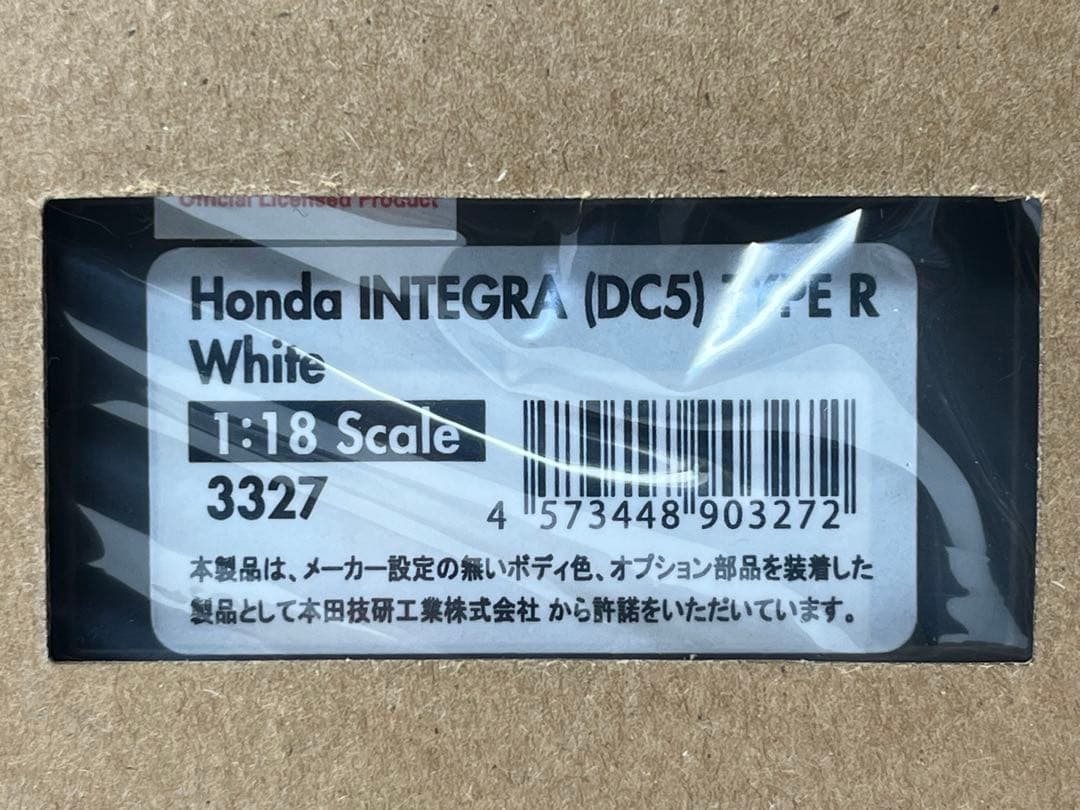 Official Licensed Product
Honda INTEGRA (DC5) TYPE R
White
1:18 Scale
3327
4 573448 903272
本製品は、メーカー設定の無いボディ色、オプション部品を装着した
製品として本田技研工業株式会社 から許諾をいただいています。